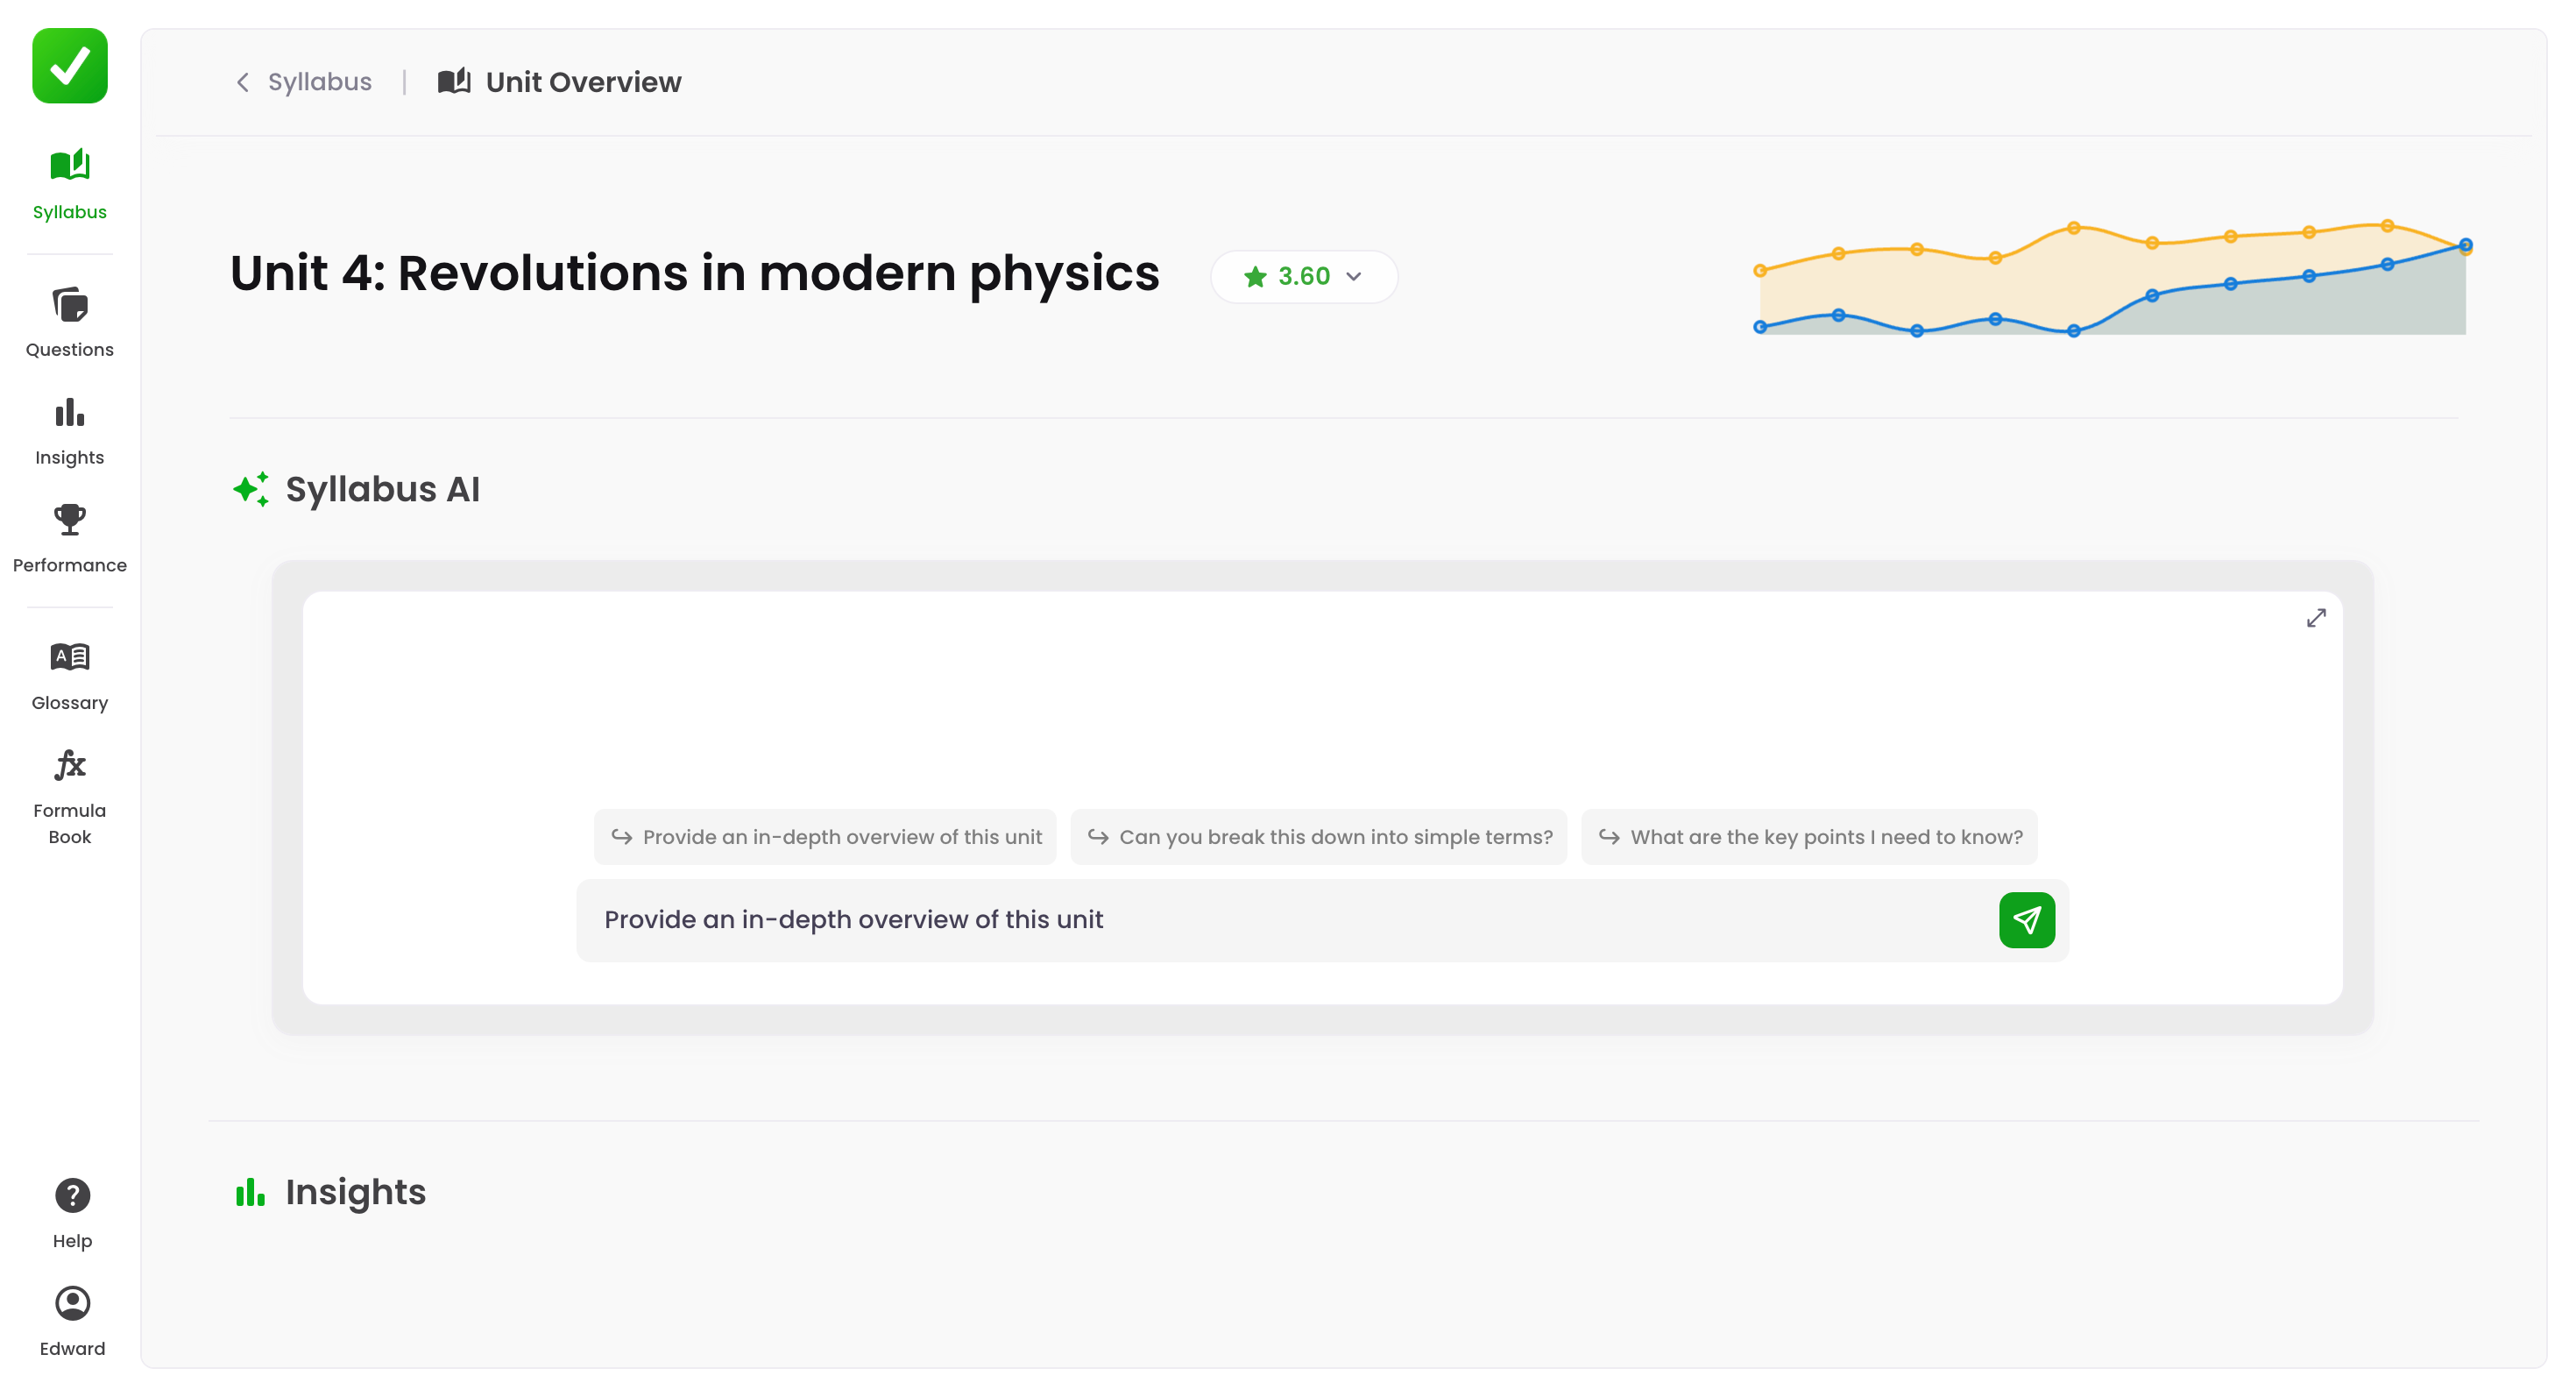 Syllabus
Questions
Insights
Performance
Glossary
Formula
Book
Help
Edward
Syllabus | Unit Overview
Unit 4: Revolutions in modern physics
3.60
Syllabus AI
Provide an in-depth overview of this unit
Can you break this down into simple terms?
What are the key points I need to know?
Provide an in-depth overview of this unit
Insights